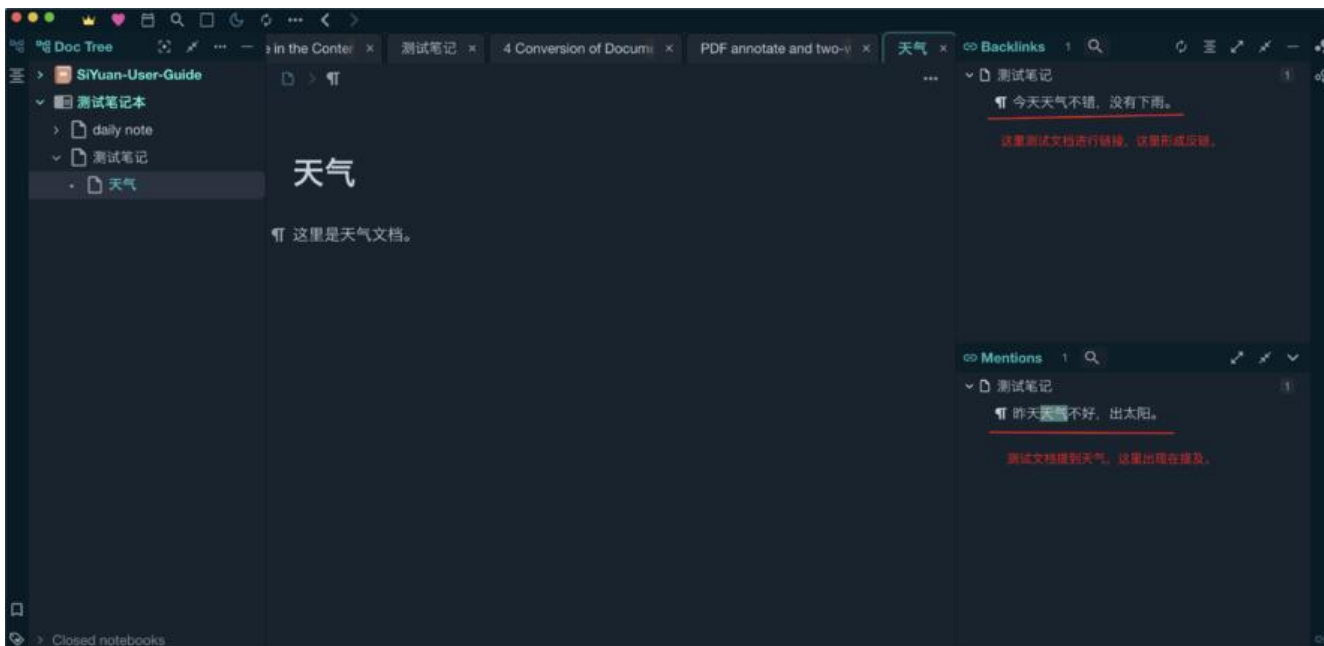 Doc Tree
SiYuan-User-Guide
测试笔记本
daily note
测试笔记
天气
Closed notebooks
e in the Conter
测试笔记
4 Conversion of Docum
PDF annotate and two-v
天气
天气
这里是天气文档。
Backlinks 1
测试笔记 1
今天天气不错，没有下雨。
这里测试文档进行链接，这里形成反链。
Mentions 1
测试笔记 1
昨天天气不好，出太阳。
测试文档提到天气，这里出现在提及。